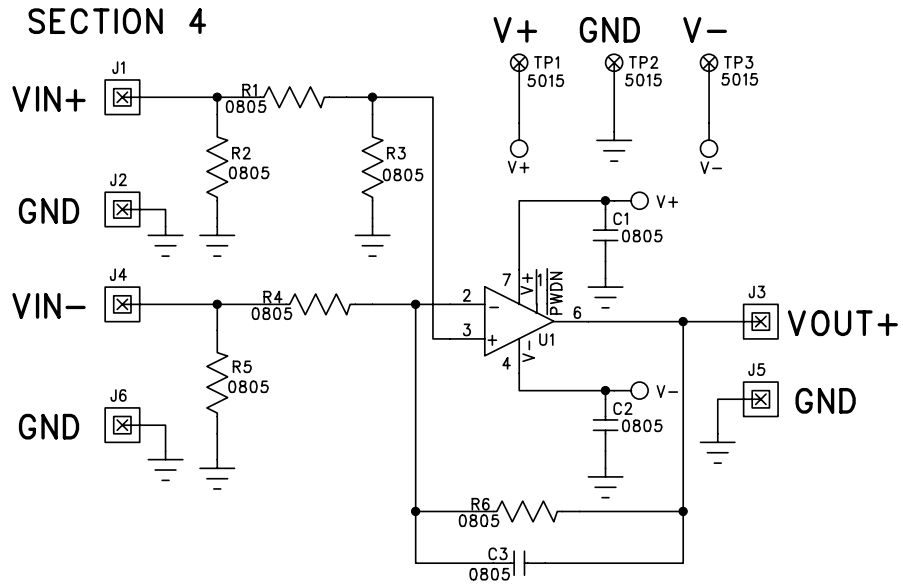 SECTION 4
V+ GND V-
TP1 5015
TP2 5015
TP3 5015
V+
V-
VIN+
J1
R1
0805
R2
0805
R3
0805
GND
J2
VIN-
J4
R4
0805
R5
0805
GND
J6
V+
C1
0805
7
V+
1
PWDN
2
-
3
+
6
U1
4
V-
V-
C2
0805
J3
VOUT+
J5
GND
R6
0805
C3
0805